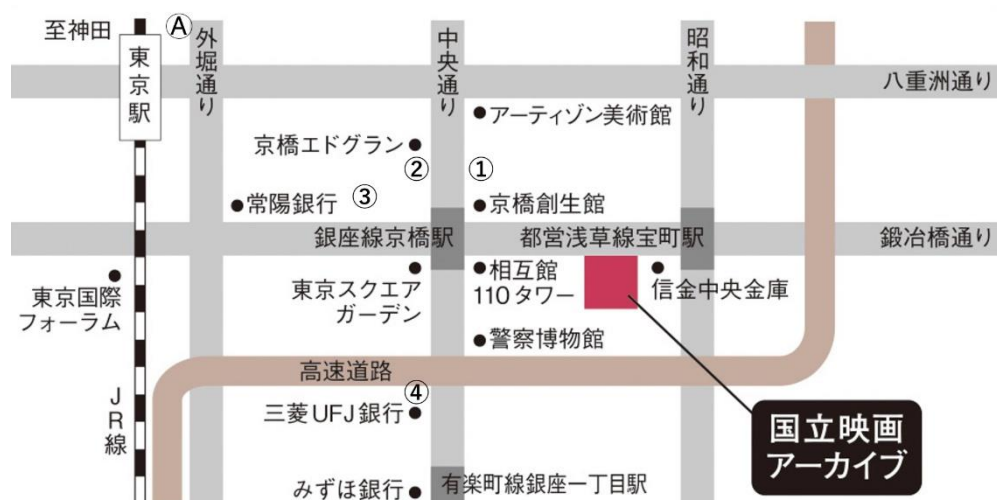 至神田
Ⓐ
東京駅
外堀通り
中央通り
昭和通り
八重洲通り
アーティゾン美術館
京橋エドグラン
②
①
常陽銀行
③
京橋創生館
銀座線京橋駅
都営浅草線宝町駅
鍛冶橋通り
東京国際
フォーラム
東京スクエア
ガーデン
相互館
110タワー
信金中央金庫
警察博物館
高速道路
JR線
④
三菱UFJ銀行
国立映画
アーカイブ
みずほ銀行
有楽町線銀座一丁目駅